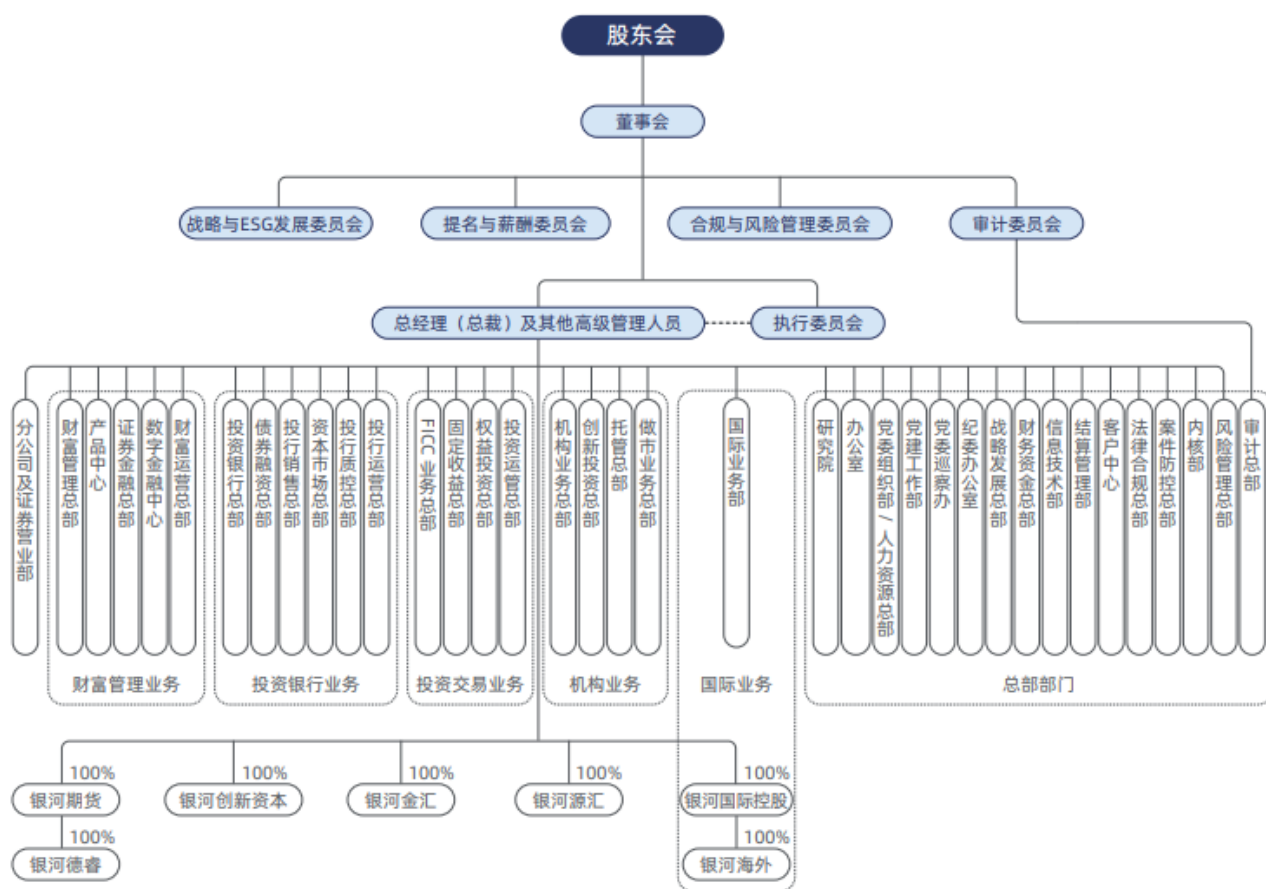 股东会
董事会
战略与ESG发展委员会
提名与薪酬委员会
合规与风险管理委员会
审计委员会
总经理（总裁）及其他高级管理人员
执行委员会
分公司及证券营业部
财富管理总部
产品中心
证券金融总部
数字金融中心
财富运营总部
投资银行总部
债券融资总部
投行销售总部
资本市场总部
投行质控总部
投行运营总部
FICC 业务总部
固定收益总部
权益投资总部
投资运管总部
机构业务总部
创新投资总部
托管总部
做市业务总部
国际业务部
研究院
办公室
党委组织部 / 人力资源总部
党建工作部
党委巡察办
纪委办公室
战略发展总部
财务资金总部
信息技术部
结算管理部
客户中心
法律合规总部
案件防控总部
内核部
风险管理总部
审计总部
财富管理业务
投资银行业务
投资交易业务
机构业务
国际业务
总部部门
100%
100%
100%
100%
100%
银河期货
银河创新资本
银河金汇
银河源汇
银河国际控股
100%
100%
银河德睿
银河海外